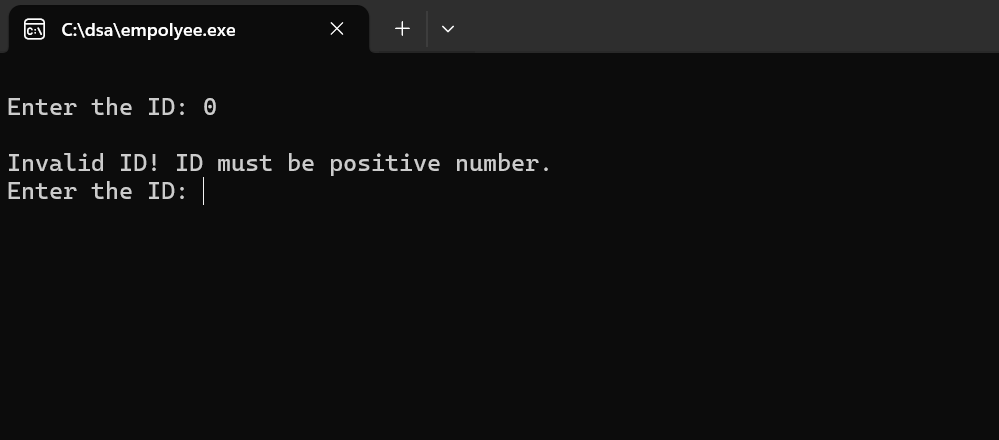 C:\dsa\empolyee.exe
Enter the ID: 0
Invalid ID! ID must be positive number.
Enter the ID: